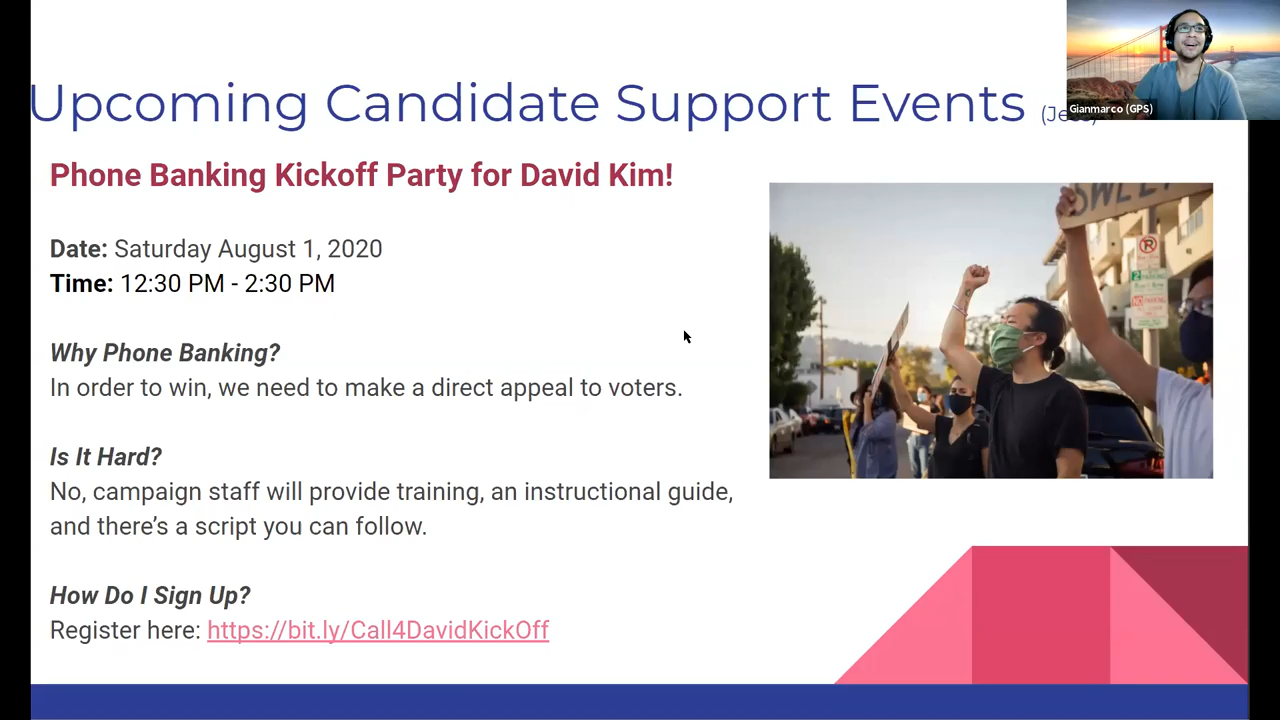 Upcoming Candidate Support Events
Gianmarco (GPS)
Phone Banking Kickoff Party for David Kim!
Date: Saturday August 1, 2020
Time: 12:30 PM - 2:30 PM
Why Phone Banking?
In order to win, we need to make a direct appeal to voters.
Is It Hard?
No, campaign staff will provide training, an instructional guide,
and there’s a script you can follow.
How Do I Sign Up?
Register here: https://bit.ly/Call4DavidKickOff